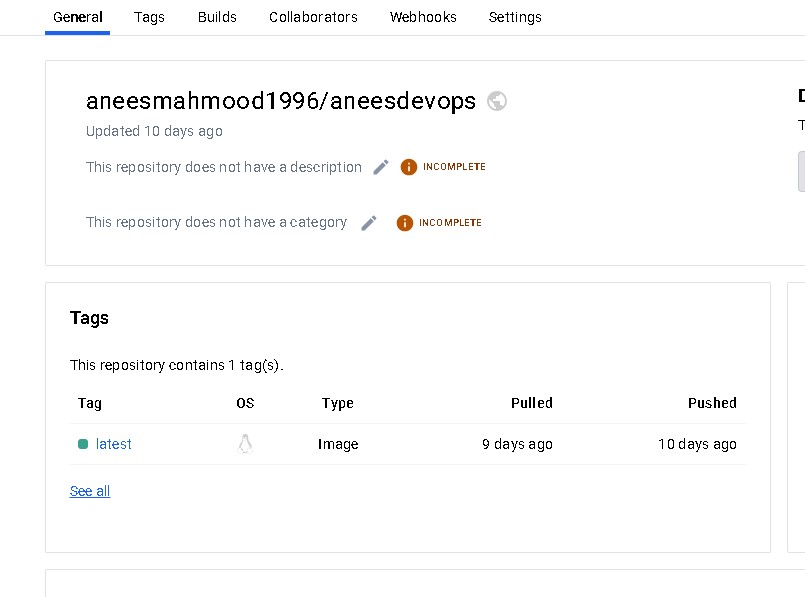 General Tags Builds Collaborators Webhooks Settings
aneesmahmood1996/aneesdevops
Updated 10 days ago
This repository does not have a description INCOMPLETE
This repository does not have a category INCOMPLETE
Tags
This repository contains 1 tag(s).
Tag OS Type Pulled Pushed
latest Image 9 days ago 10 days ago
See all